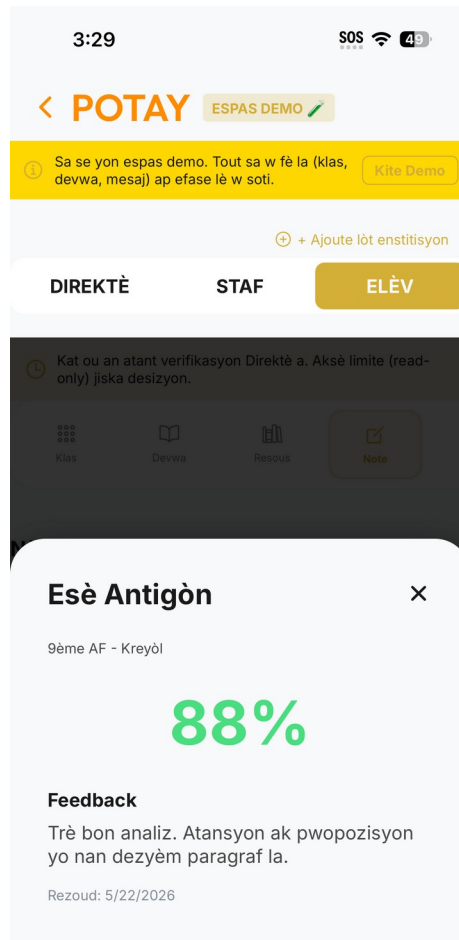 3:29
SOS
49
POTAY
ESPAS DEMO
Sa se yon espas demo. Tout sa w fè la (klas,
devwa, mesaj) ap efase lè w soti.
Kite Demo
+ Ajoute lòt enstitisyon
DIREKTÈ
STAF
ELÈV
Kat ou an atant verifikasyon Direktè a. Aksè limite (read-
only) jiska desizyon.
Klas
Devwa
Resous
Note
Esè Antigòn
9ème AF - Kreyòl
88%
Feedback
Trè bon analiz. Atansyon ak pwopozisyon
yo nan dezyèm paragraf la.
Rezoud: 5/22/2026